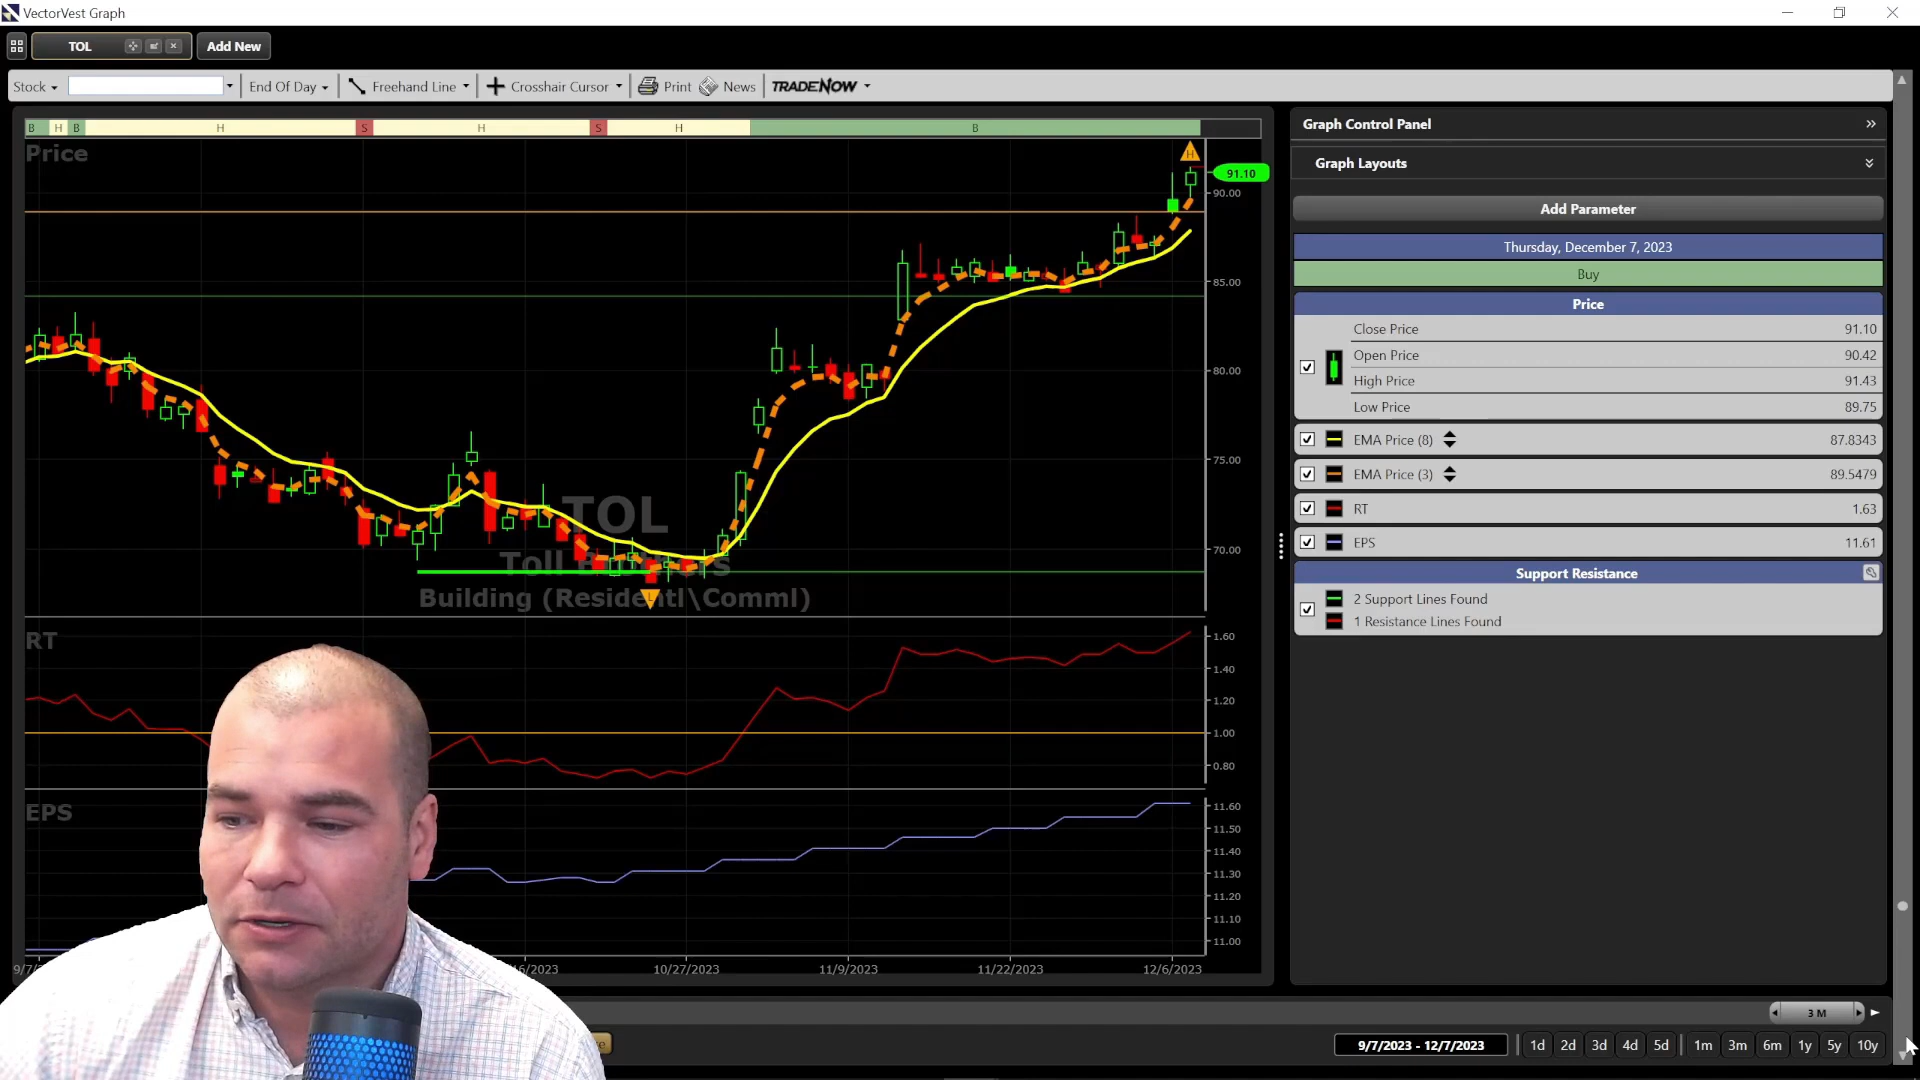 VectorVest Graph
TOL
Add New
Stock
End Of Day
Freehand Line
Crosshair Cursor
Print
News
TRADENOW
B H B H S H S H B
Price
H
91.10
90.00
85.00
80.00
75.00
70.00
TOL
Toll Brothers
Building (Residentl\Comml)
L
RT
1.60
1.40
1.20
1.00
0.80
EPS
11.60
11.50
11.40
11.30
11.20
11.10
11.00
10/27/2023
11/9/2023
11/22/2023
12/6/2023
Graph Control Panel
Graph Layouts
Add Parameter
Thursday, December 7, 2023
Buy
Price
Close Price 91.10
Open Price 90.42
High Price 91.43
Low Price 89.75
EMA Price (8) 87.8343
EMA Price (3) 89.5479
RT 1.63
EPS 11.61
Support Resistance
2 Support Lines Found
1 Resistance Lines Found
3 M
9/7/2023 - 12/7/2023
1d 2d 3d 4d 5d 1m 3m 6m 1y 5y 10y